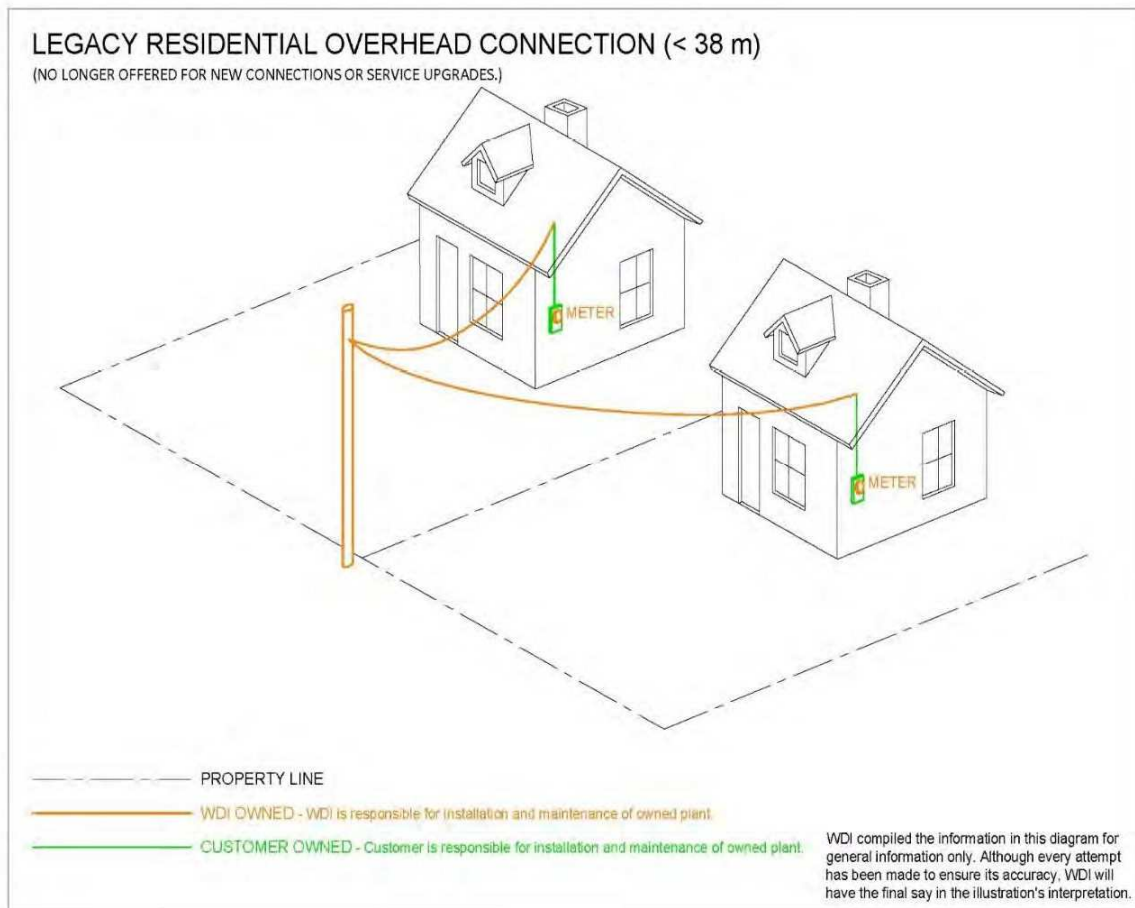 LEGACY RESIDENTIAL OVERHEAD CONNECTION (< 38 m)
(NO LONGER OFFERED FOR NEW CONNECTIONS OR SERVICE UPGRADES.)
METER
METER
PROPERTY LINE
WDI OWNED - WDI is responsible for installation and maintenance of owned plant.
CUSTOMER OWNED - Customer is responsible for installation and maintenance of owned plant.
WDI compiled the information in this diagram for
general information only. Although every attempt
has been made to ensure its accuracy, WDI will
have the final say in the illustration's interpretation.